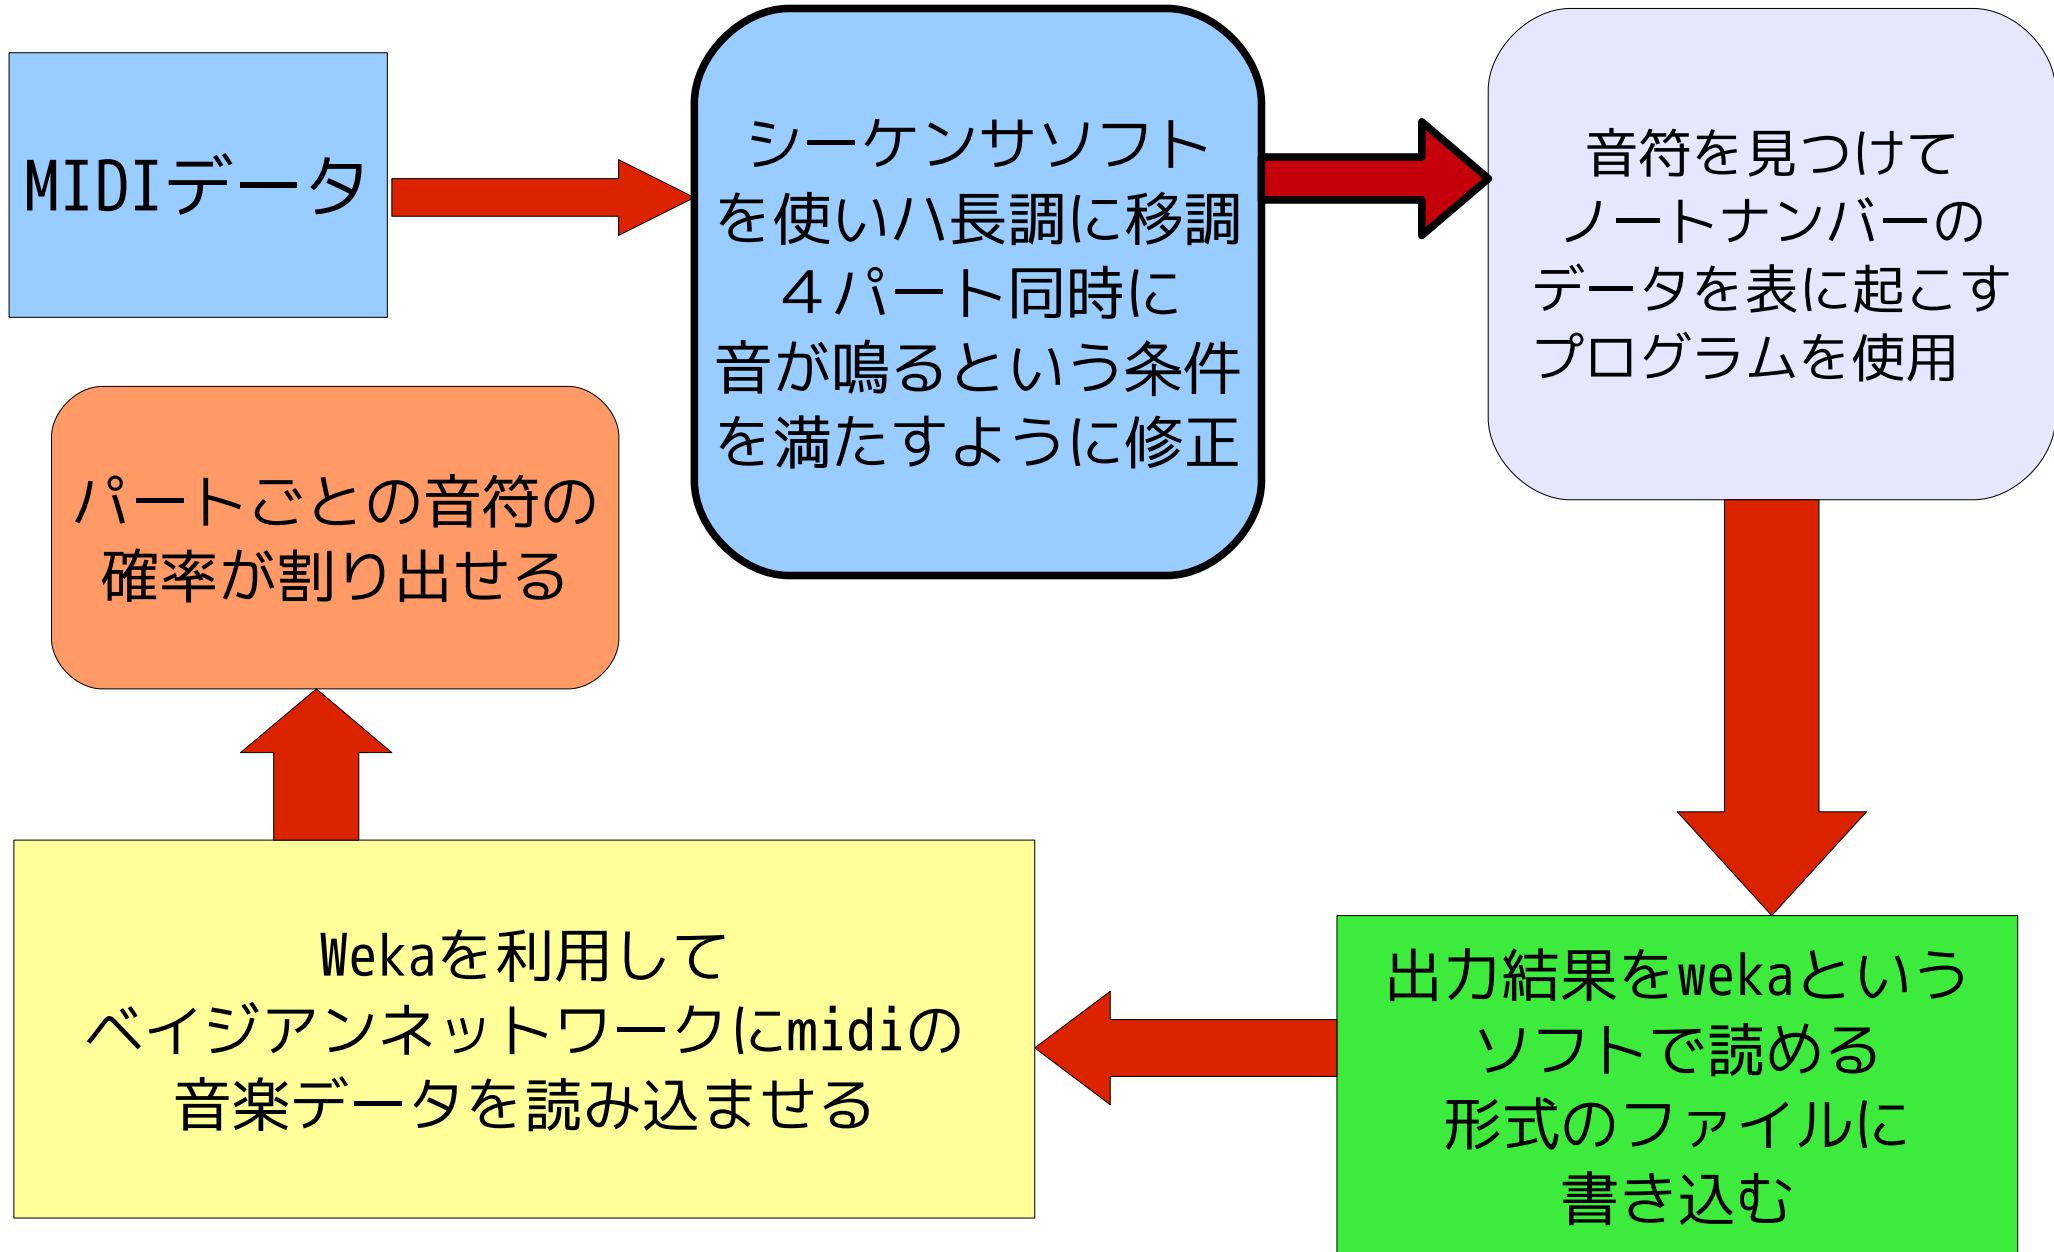 MIDIデータ
シーケンサソフト
を使いハ長調に移調
４パート同時に
音が鳴るという条件
を満たすように修正
音符を見つけて
ノートナンバーの
データを表に起こす
プログラムを使用
出力結果をwekaという
ソフトで読める
形式のファイルに
書き込む
Wekaを利用して
ベイジアンネットワークにmidiの
音楽データを読み込ませる
パートごとの音符の
確率が割り出せる